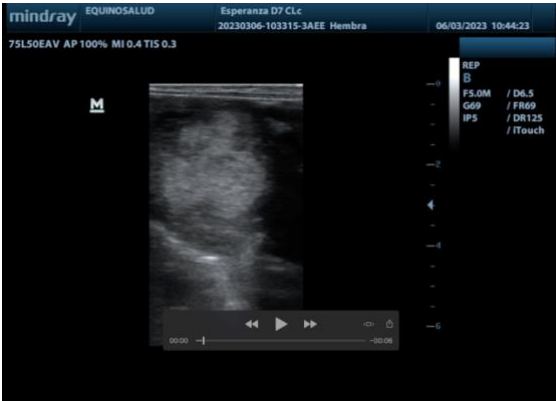 mindray
EQUINOSALUD
Esperanza D7 CLc
20230306-103315-3AEE Hembra
06/03/2023 10:44:23
75L50EAV AP 100% MI 0.4 TIS 0.3
M
REP
B
F5.0M / D6.5
G69 / FR69
IP5 / DR125
/ iTouch
0
2
4
6
00:00
-00:06